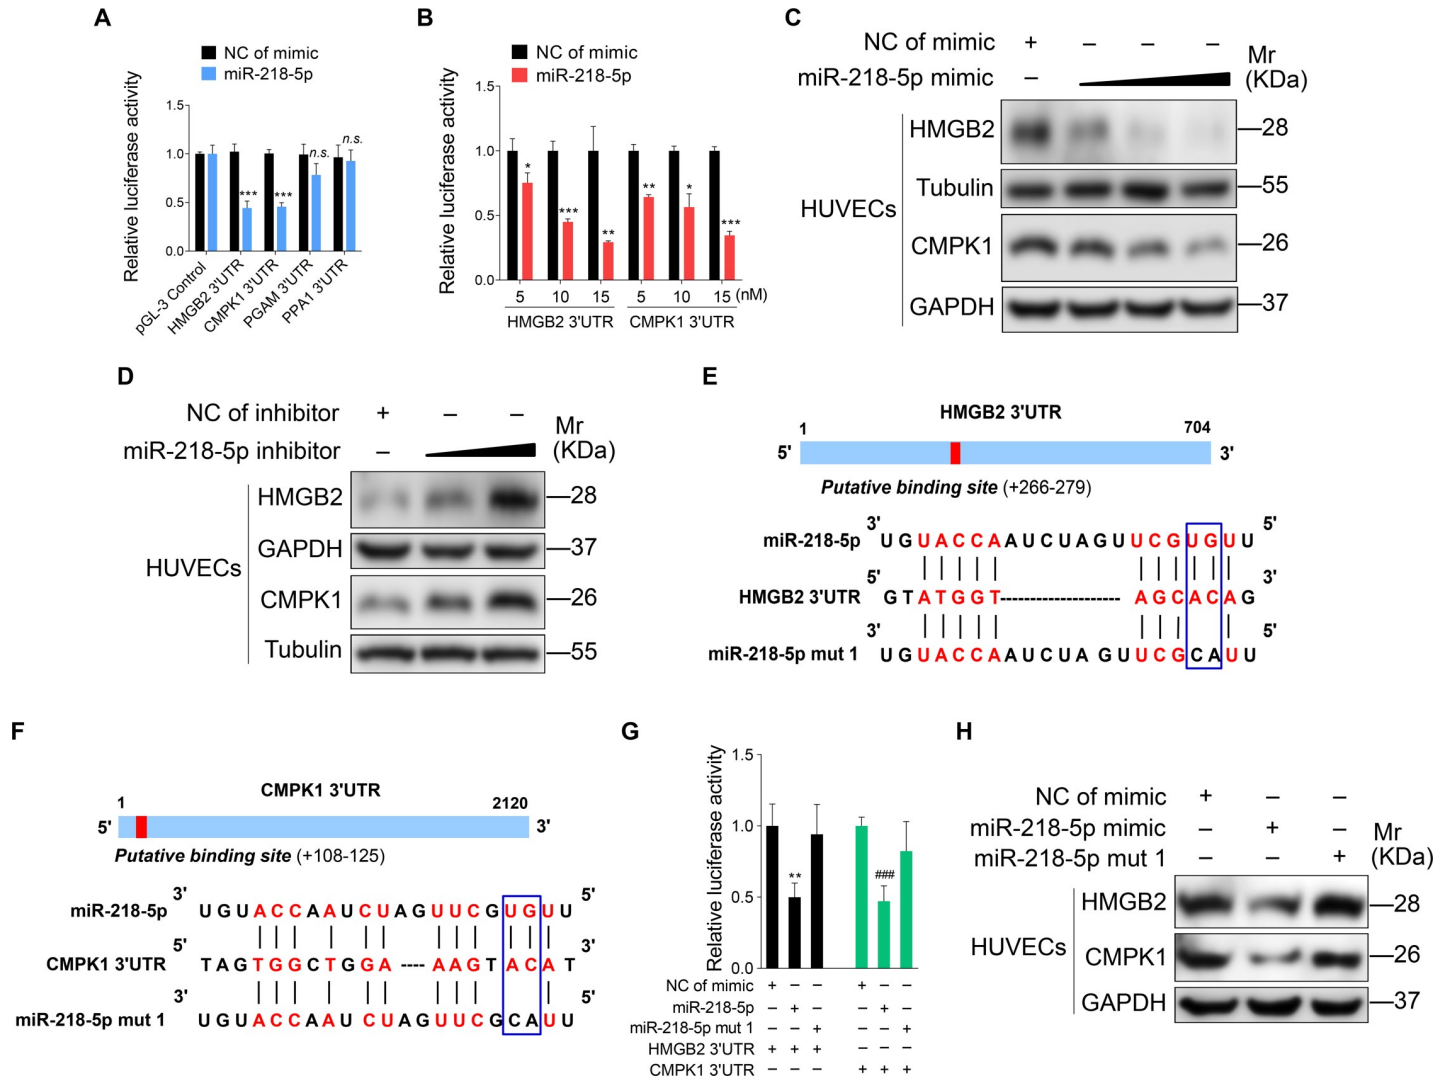 A
NC of mimic
miR-218-5p
Relative luciferase activity
1.5
1.0
0.5
0.0
*** *** n.s. n.s.
pGL-3 Control
HMGB2 3'UTR
CMPK1 3'UTR
PGAM 3'UTR
PPA1 3'UTR
B
NC of mimic
miR-218-5p
Relative luciferase activity
1.5
1.0
0.5
0.0
* *** ** ** * ***
5 10 15 5 10 15 (nM)
HMGB2 3'UTR CMPK1 3'UTR
C
NC of mimic + – – –
miR-218-5p mimic –
Mr
(KDa)
HUVECs
HMGB2 28
Tubulin 55
CMPK1 26
GAPDH 37
D
NC of inhibitor + – –
miR-218-5p inhibitor –
Mr
(KDa)
HUVECs
HMGB2 28
GAPDH 37
CMPK1 26
Tubulin 55
E
HMGB2 3'UTR
1 704
5' 3'
Putative binding site (+266-279)
3' 5'
miR-218-5p U G U A C C A A U C U A G U U C G U G U U
5' 3'
HMGB2 3'UTR G T A T G G T-------------------- A G C A C A G
3' 5'
miR-218-5p mut 1 U G U A C C A A U C U A G U U C G C A U U
F
CMPK1 3'UTR
1 2120
5' 3'
Putative binding site (+108-125)
3' 5'
miR-218-5p U G U A C C A A U C U A G U U C G U G U U
5' 3'
CMPK1 3'UTR T A G T G G C T G G A ---- A A G T A C A T
3' 5'
miR-218-5p mut 1 U G U A C C A A U C U A G U U C G C A U U
G
Relative luciferase activity
1.5
1.0
0.5
0.0
** ###
NC of mimic + – – + – –
miR-218-5p – + – – + –
miR-218-5p mut 1 – – + – – +
HMGB2 3'UTR + + + – – –
CMPK1 3'UTR – – – + + +
H
NC of mimic + – –
miR-218-5p mimic – + –
miR-218-5p mut 1 – – +
Mr
(KDa)
HUVECs
HMGB2 28
CMPK1 26
GAPDH 37